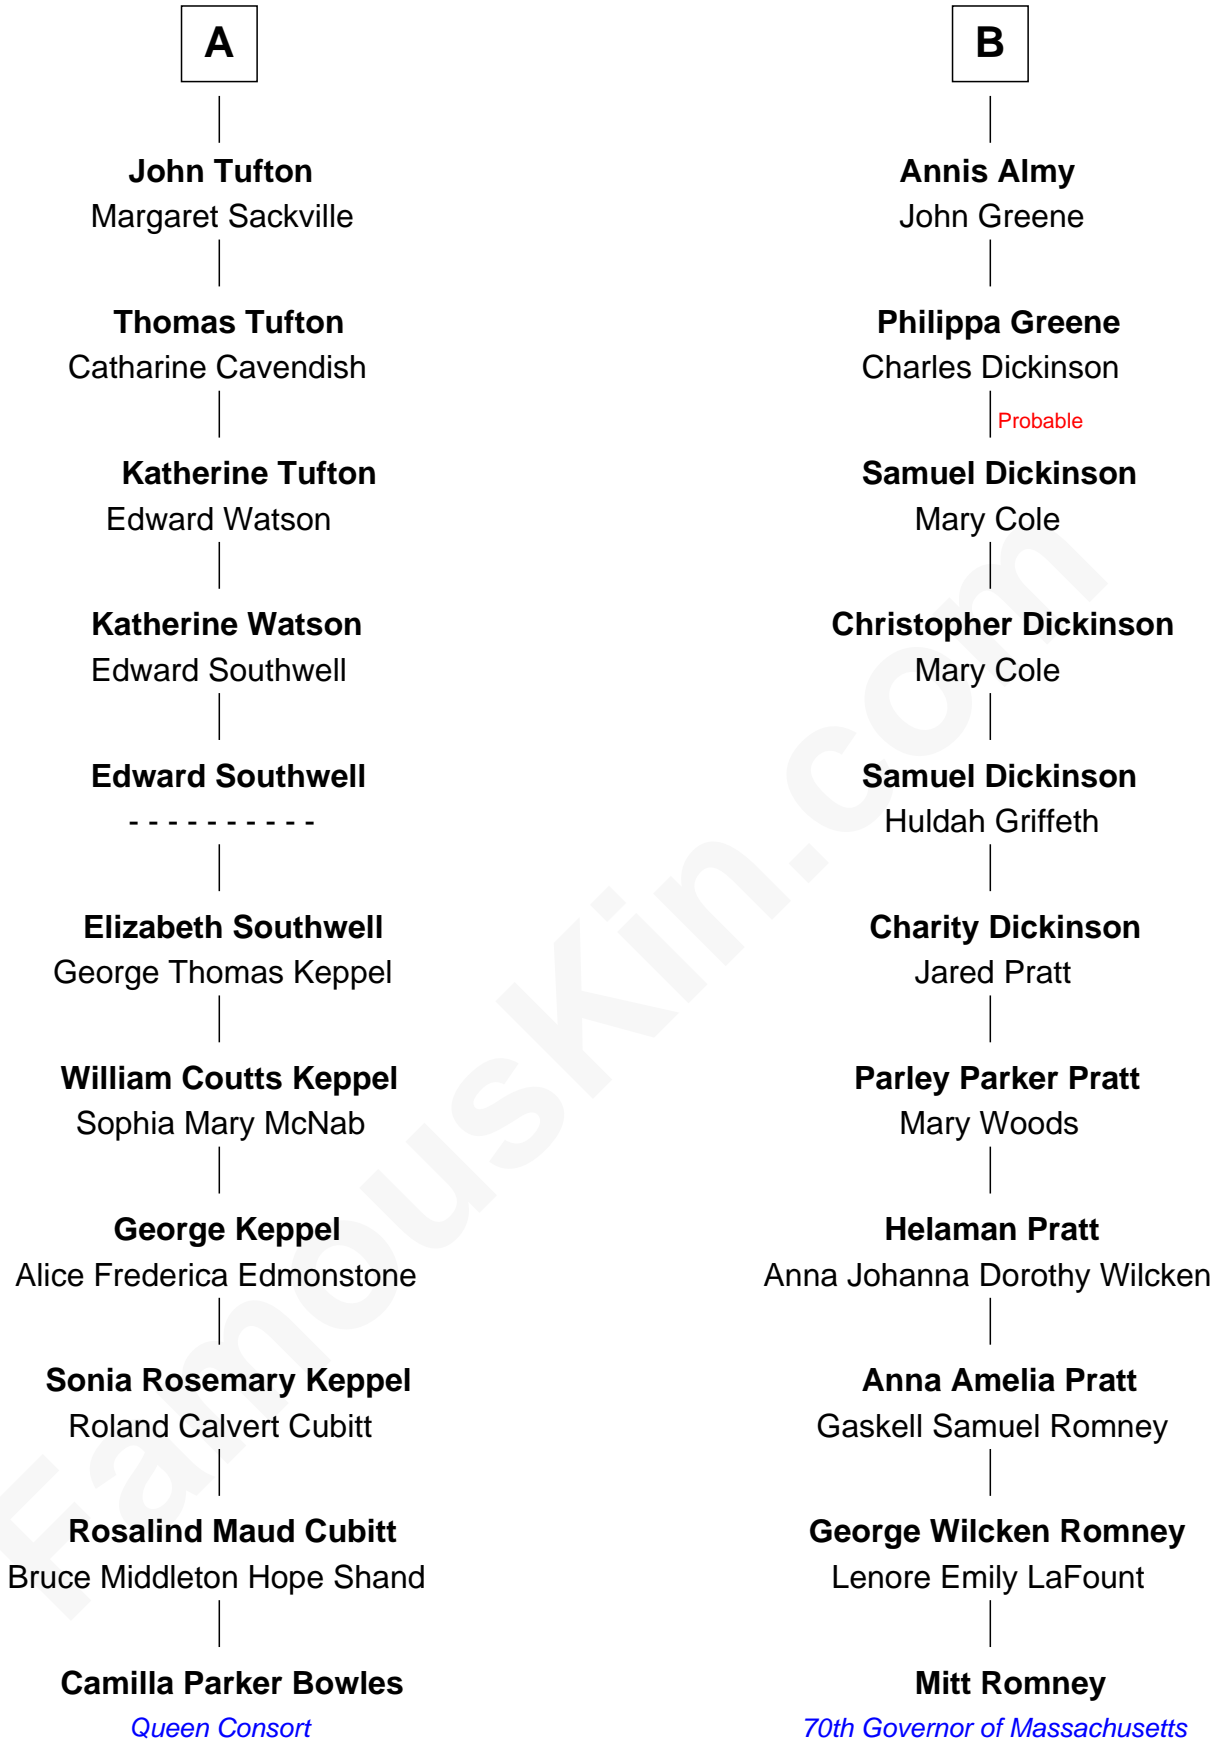 A
B
John Tufton
Margaret Sackville
Annis Almy
John Greene
Thomas Tufton
Catharine Cavendish
Philippa Greene
Charles Dickinson
Probable
Katherine Tufton
Edward Watson
Samuel Dickinson
Mary Cole
Katherine Watson
Edward Southwell
Christopher Dickinson
Mary Cole
Edward Southwell
- - - - - - - - - -
Samuel Dickinson
Huldah Griffeth
Elizabeth Southwell
George Thomas Keppel
Charity Dickinson
Jared Pratt
William Coutts Keppel
Sophia Mary McNab
Parley Parker Pratt
Mary Woods
George Keppel
Alice Frederica Edmonstone
Helaman Pratt
Anna Johanna Dorothy Wilcken
Sonia Rosemary Keppel
Roland Calvert Cubitt
Anna Amelia Pratt
Gaskell Samuel Romney
Rosalind Maud Cubitt
Bruce Middleton Hope Shand
George Wilcken Romney
Lenore Emily LaFount
Camilla Parker Bowles
Queen Consort
Mitt Romney
70th Governor of Massachusetts
FamousKin.com